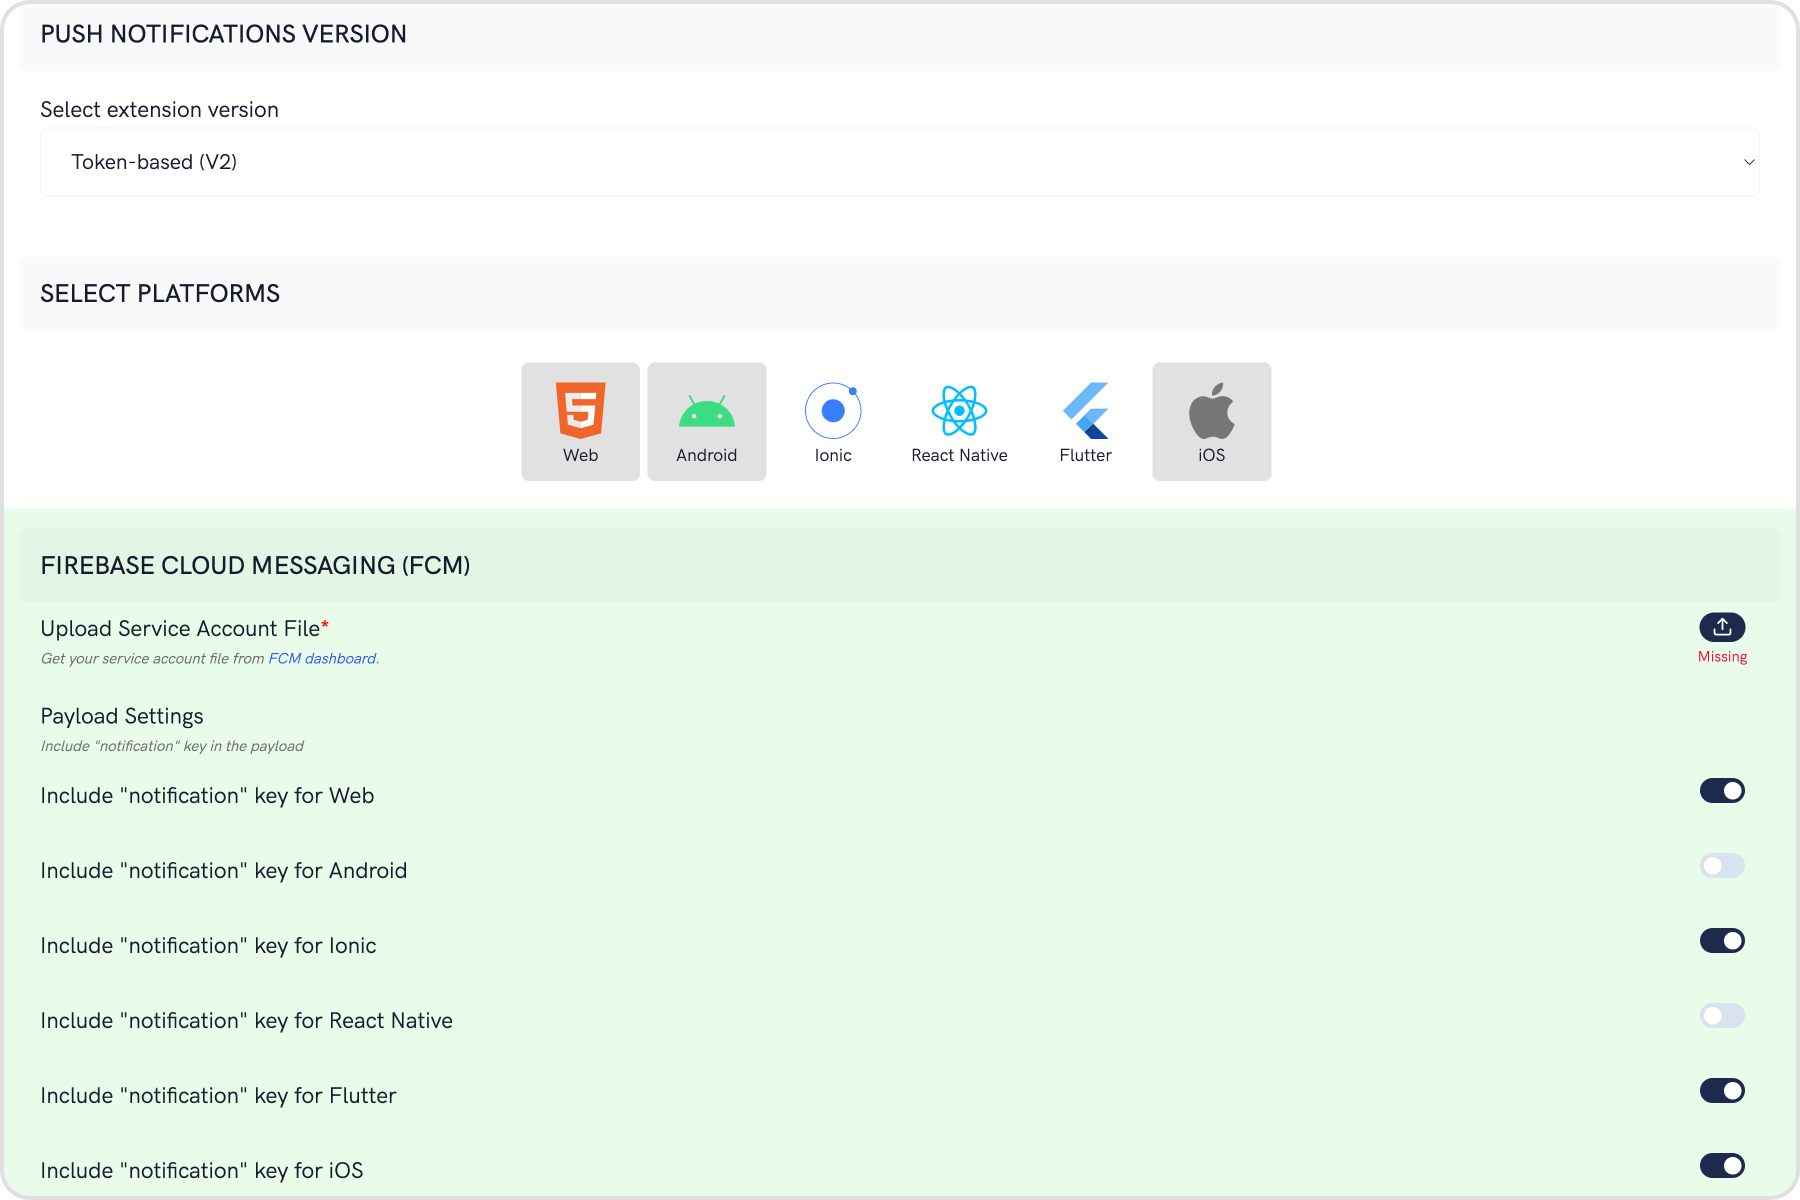 PUSH NOTIFICATIONS VERSION
Select extension version
Token-based (V2)
SELECT PLATFORMS
Web
Android
Ionic
React Native
Flutter
iOS
FIREBASE CLOUD MESSAGING (FCM)
Upload Service Account File*
Get your service account file from FCM dashboard.
Missing
Payload Settings
Include "notification" key in the payload
Include "notification" key for Web
Include "notification" key for Android
Include "notification" key for Ionic
Include "notification" key for React Native
Include "notification" key for Flutter
Include "notification" key for iOS